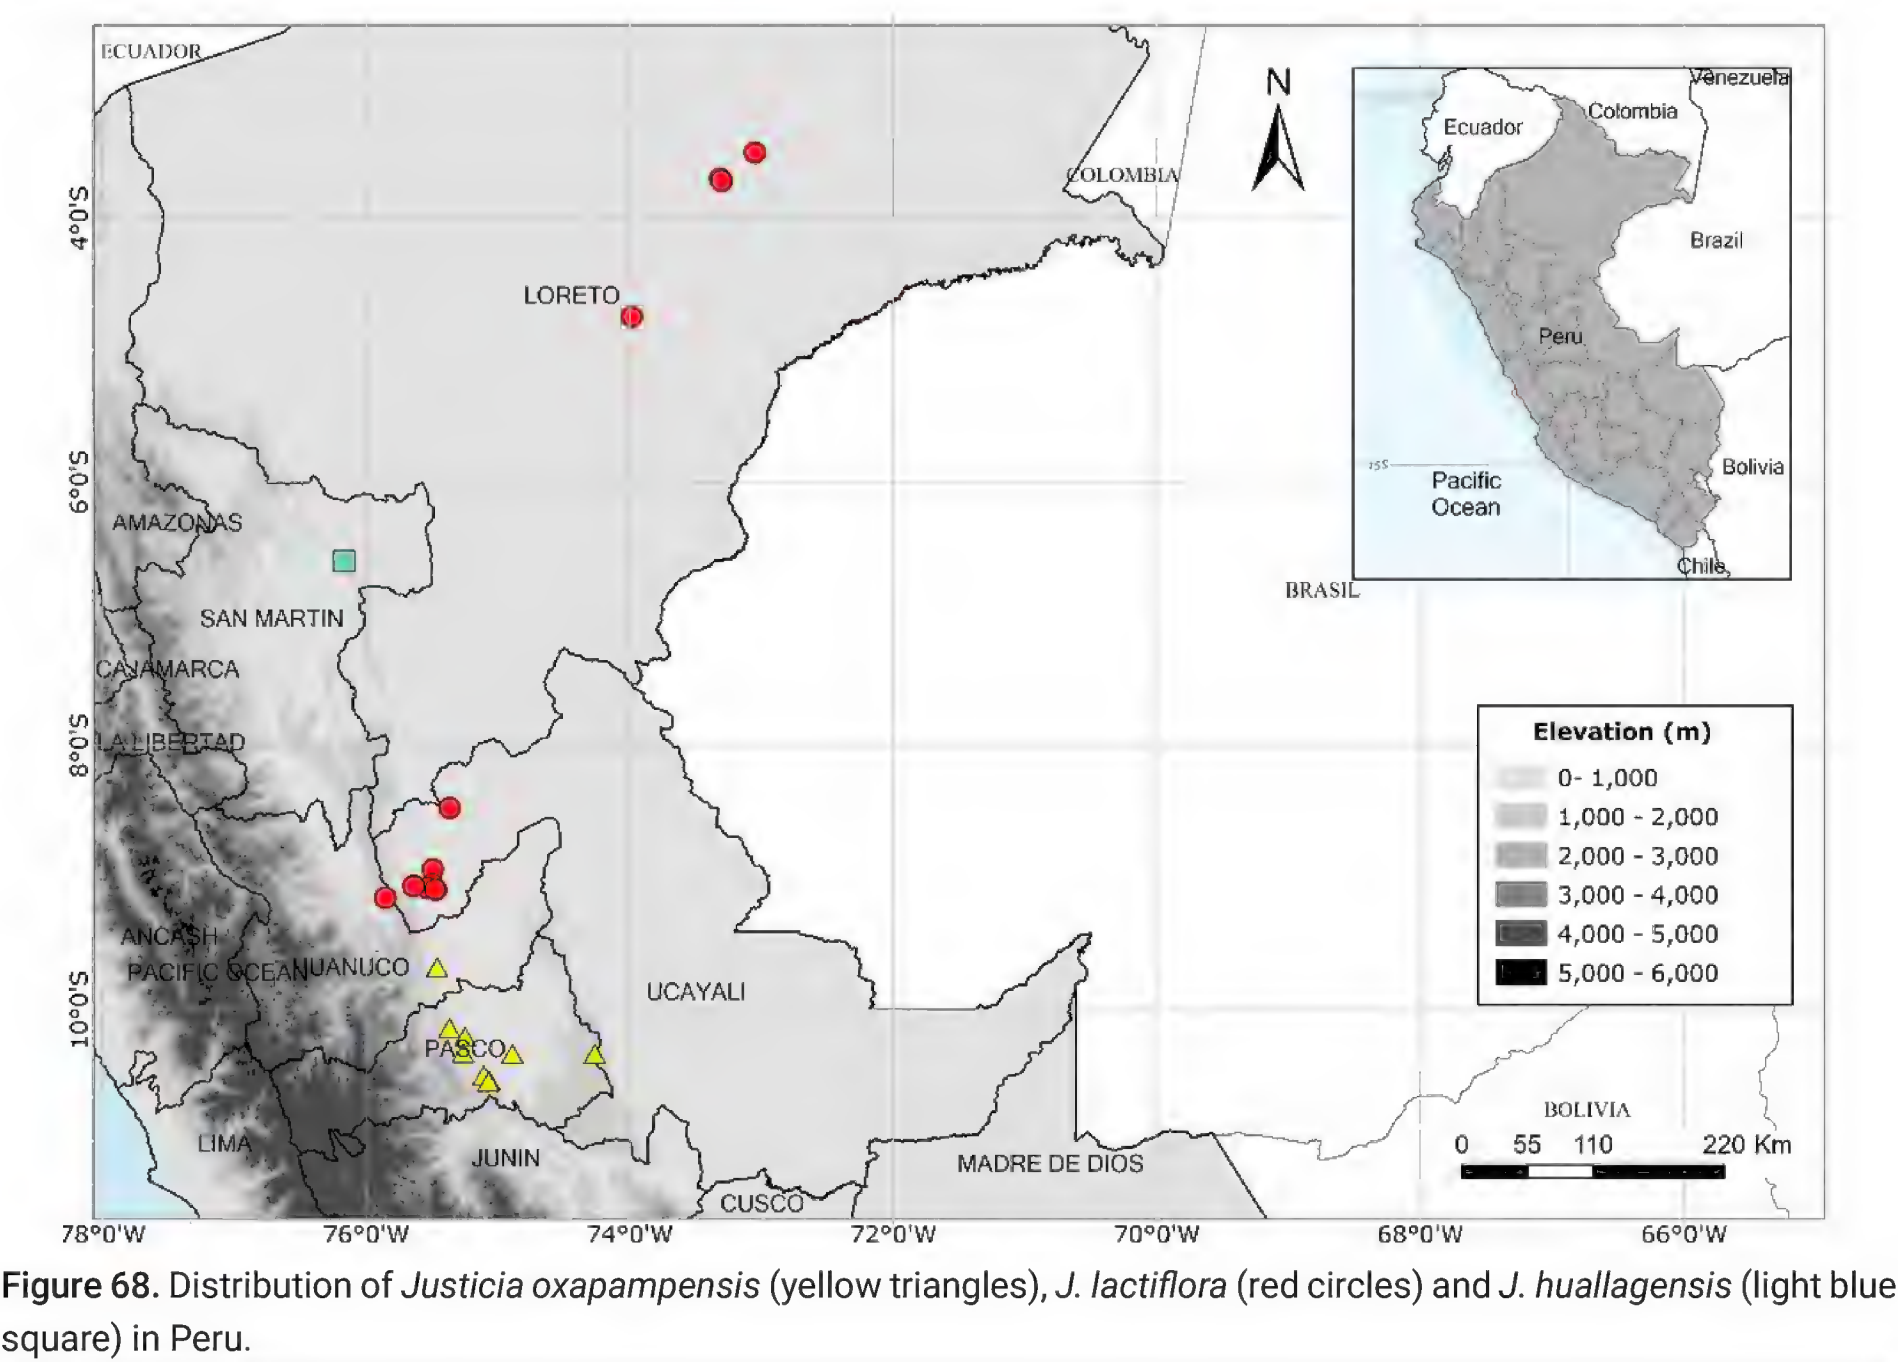 ECUADOR
N
COLOMBIA
4°0'S
LORETO
6°0'S
AMAZONAS
SAN MARTIN
CAJAMARCA
LA LIBERTAD
8°0'S
ANCASH
PACIFIC OCEAN
HUANUCO
UCAYALI
10°0'S
PASCO
LIMA
JUNIN
CUSCO
MADRE DE DIOS
BRASIL
BOLIVIA
Venezuela
Colombia
Ecuador
Brazil
Peru
15S
Pacific
Ocean
Bolivia
Chile
Elevation (m)
0- 1,000
1,000 - 2,000
2,000 - 3,000
3,000 - 4,000
4,000 - 5,000
5,000 - 6,000
0 55 110 220 Km
78°0'W 76°0'W 74°0'W 72°0'W 70°0'W 68°0'W 66°0'W
Figure 68. Distribution of Justicia oxapampensis (yellow triangles), J. lactiflora (red circles) and J. huallagensis (light blue
square) in Peru.